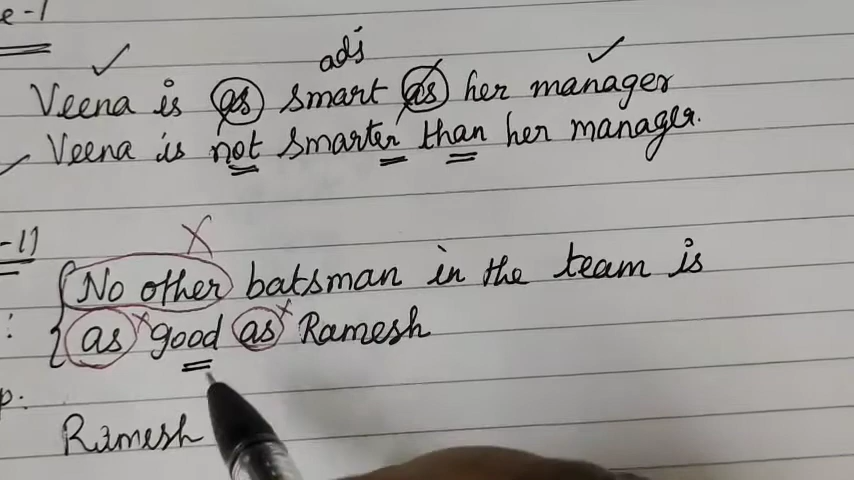 e-1
adj
Veena is as smart as her manager
Veena is not smarter than her manager.
-11
No other batsman in the team is
: as good as Ramesh
p.
Ramesh